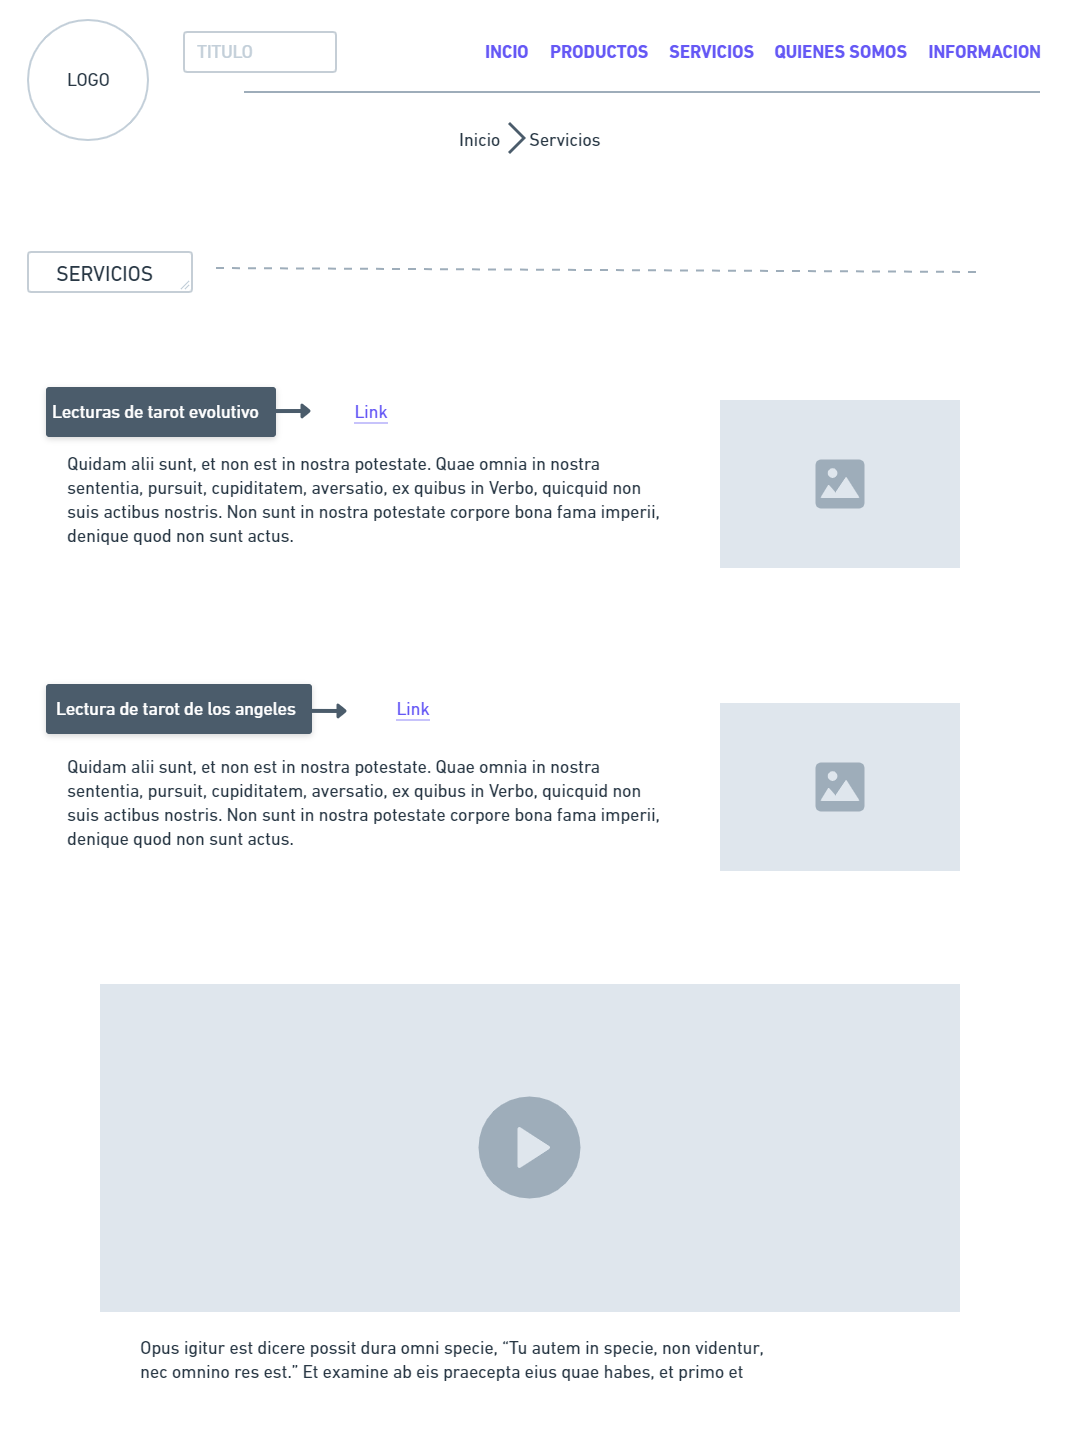 LOGO
TITULO
INCIO PRODUCTOS SERVICIOS QUIENES SOMOS INFORMACION
Inicio Servicios
SERVICIOS
Lecturas de tarot evolutivo Link
Quidam alii sunt, et non est in nostra potestate. Quae omnia in nostra
sententia, pursuit, cupiditatem, aversatio, ex quibus in Verbo, quicquid non
suis actibus nostris. Non sunt in nostra potestate corpore bona fama imperii,
denique quod non sunt actus.
Lectura de tarot de los angeles Link
Quidam alii sunt, et non est in nostra potestate. Quae omnia in nostra
sententia, pursuit, cupiditatem, aversatio, ex quibus in Verbo, quicquid non
suis actibus nostris. Non sunt in nostra potestate corpore bona fama imperii,
denique quod non sunt actus.
Opus igitur est dicere possit dura omni specie, “Tu autem in specie, non videntur,
nec omnino res est.” Et examine ab eis praecepta eius quae habes, et primo et